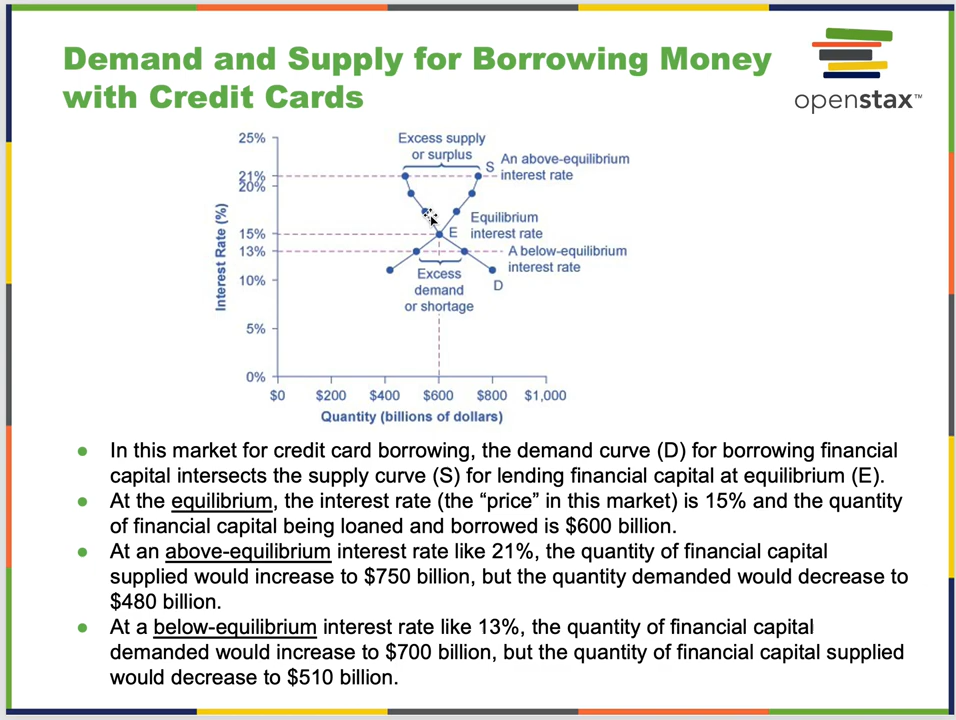 Demand and Supply for Borrowing Money
with Credit Cards
openstax™
25%
21%
20%
15%
13%
10%
5%
0%
Interest Rate (%)
Excess supply
or surplus
S
An above-equilibrium
interest rate
E
Equilibrium
interest rate
A below-equilibrium
interest rate
Excess
demand
or shortage
D
$0
$200
$400
$600
$800
$1,000
Quantity (billions of dollars)
● In this market for credit card borrowing, the demand curve (D) for borrowing financial
capital intersects the supply curve (S) for lending financial capital at equilibrium (E).
● At the equilibrium, the interest rate (the “price” in this market) is 15% and the quantity
of financial capital being loaned and borrowed is $600 billion.
● At an above-equilibrium interest rate like 21%, the quantity of financial capital
supplied would increase to $750 billion, but the quantity demanded would decrease to
$480 billion.
● At a below-equilibrium interest rate like 13%, the quantity of financial capital
demanded would increase to $700 billion, but the quantity of financial capital supplied
would decrease to $510 billion.